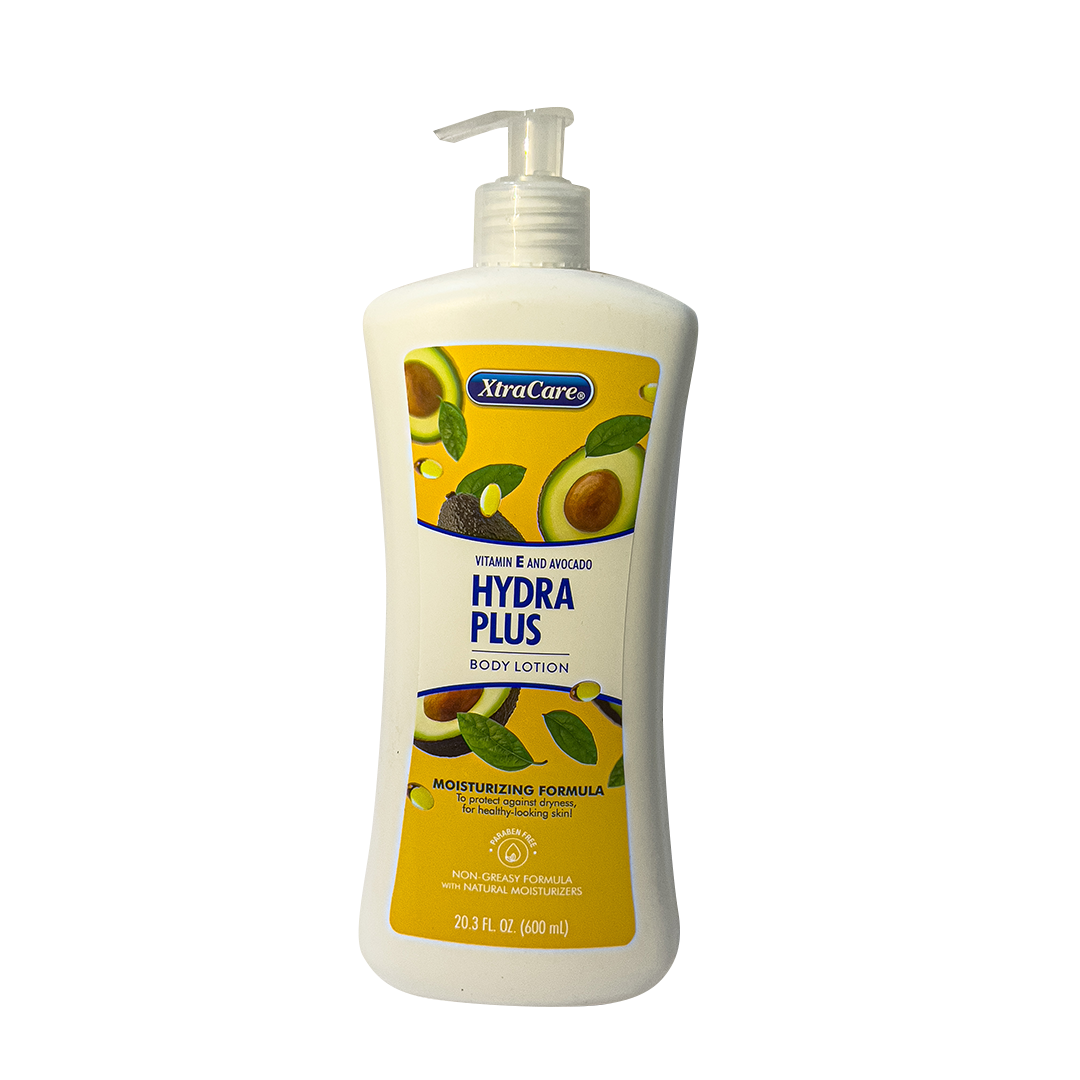 XtraCare®
VITAMIN E AND AVOCADO
HYDRA
PLUS
BODY LOTION
MOISTURIZING FORMULA
To protect against dryness,
for healthy-looking skin!
• PARABEN FREE •
NON-GREASY FORMULA
WITH NATURAL MOISTURIZERS
20.3 FL. OZ. (600 mL)